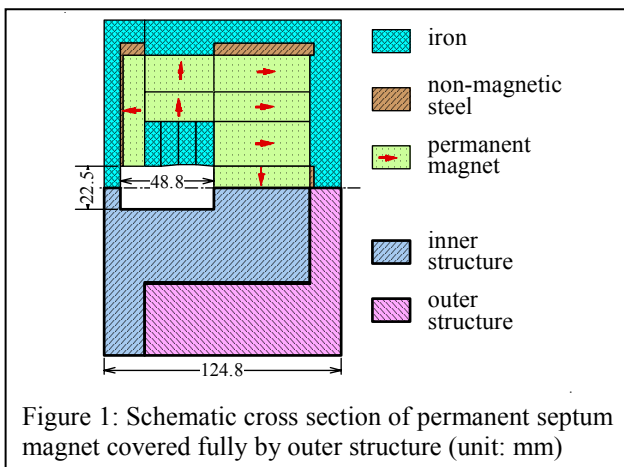 iron
non-magnetic
steel
permanent
magnet
22.5
48.8
inner
structure
outer
structure
124.8
Figure 1: Schematic cross section of permanent septum
magnet covered fully by outer structure (unit: mm)